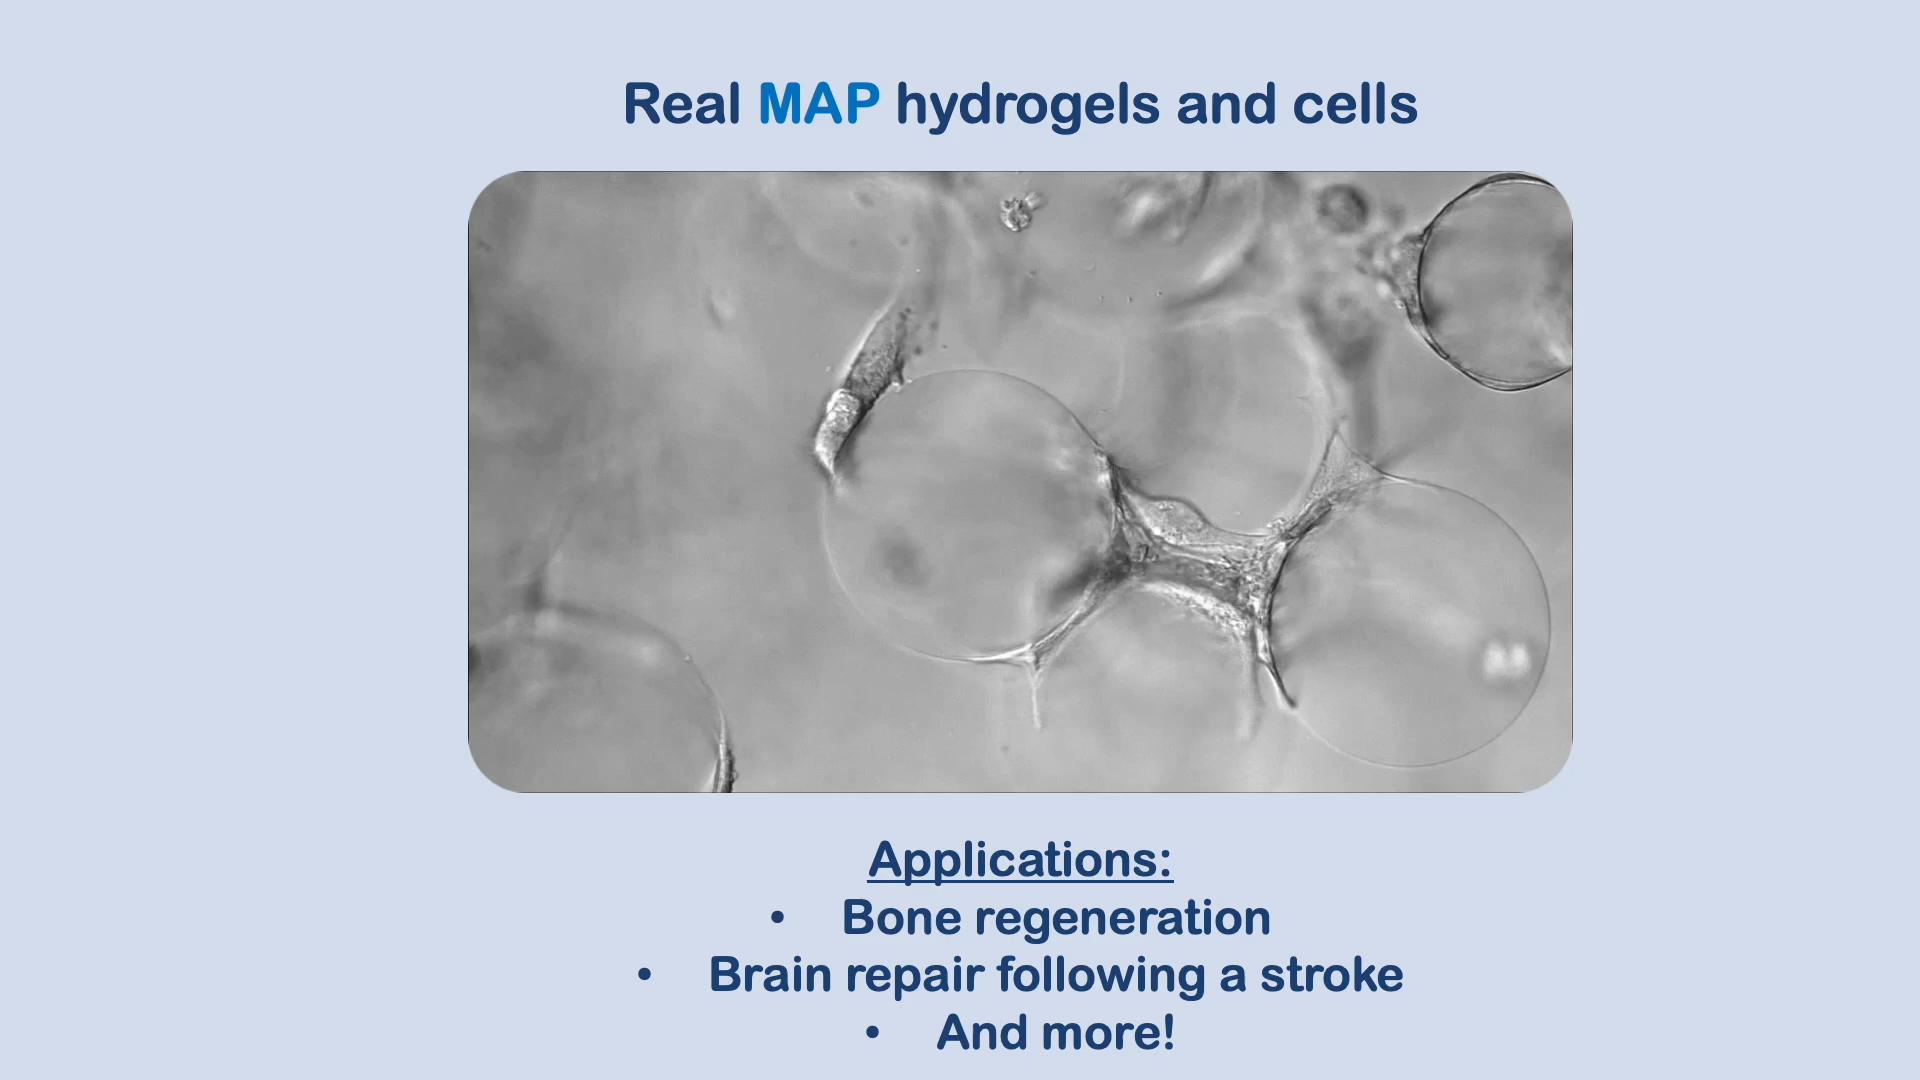 Real MAP hydrogels and cells
Applications:
• Bone regeneration
• Brain repair following a stroke
• And more!